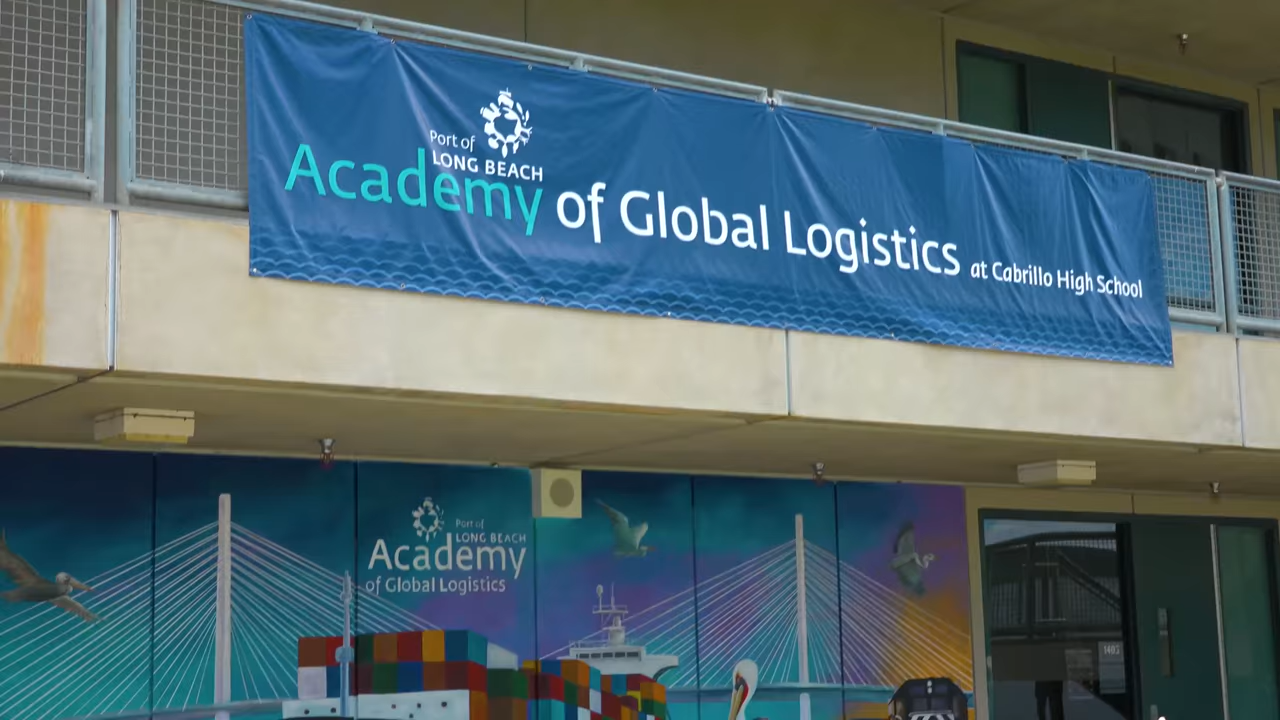 Port of
LONG BEACH
Academy of Global Logistics at Cabrillo High School
Port of
LONG BEACH
Academy
of Global Logistics
1403